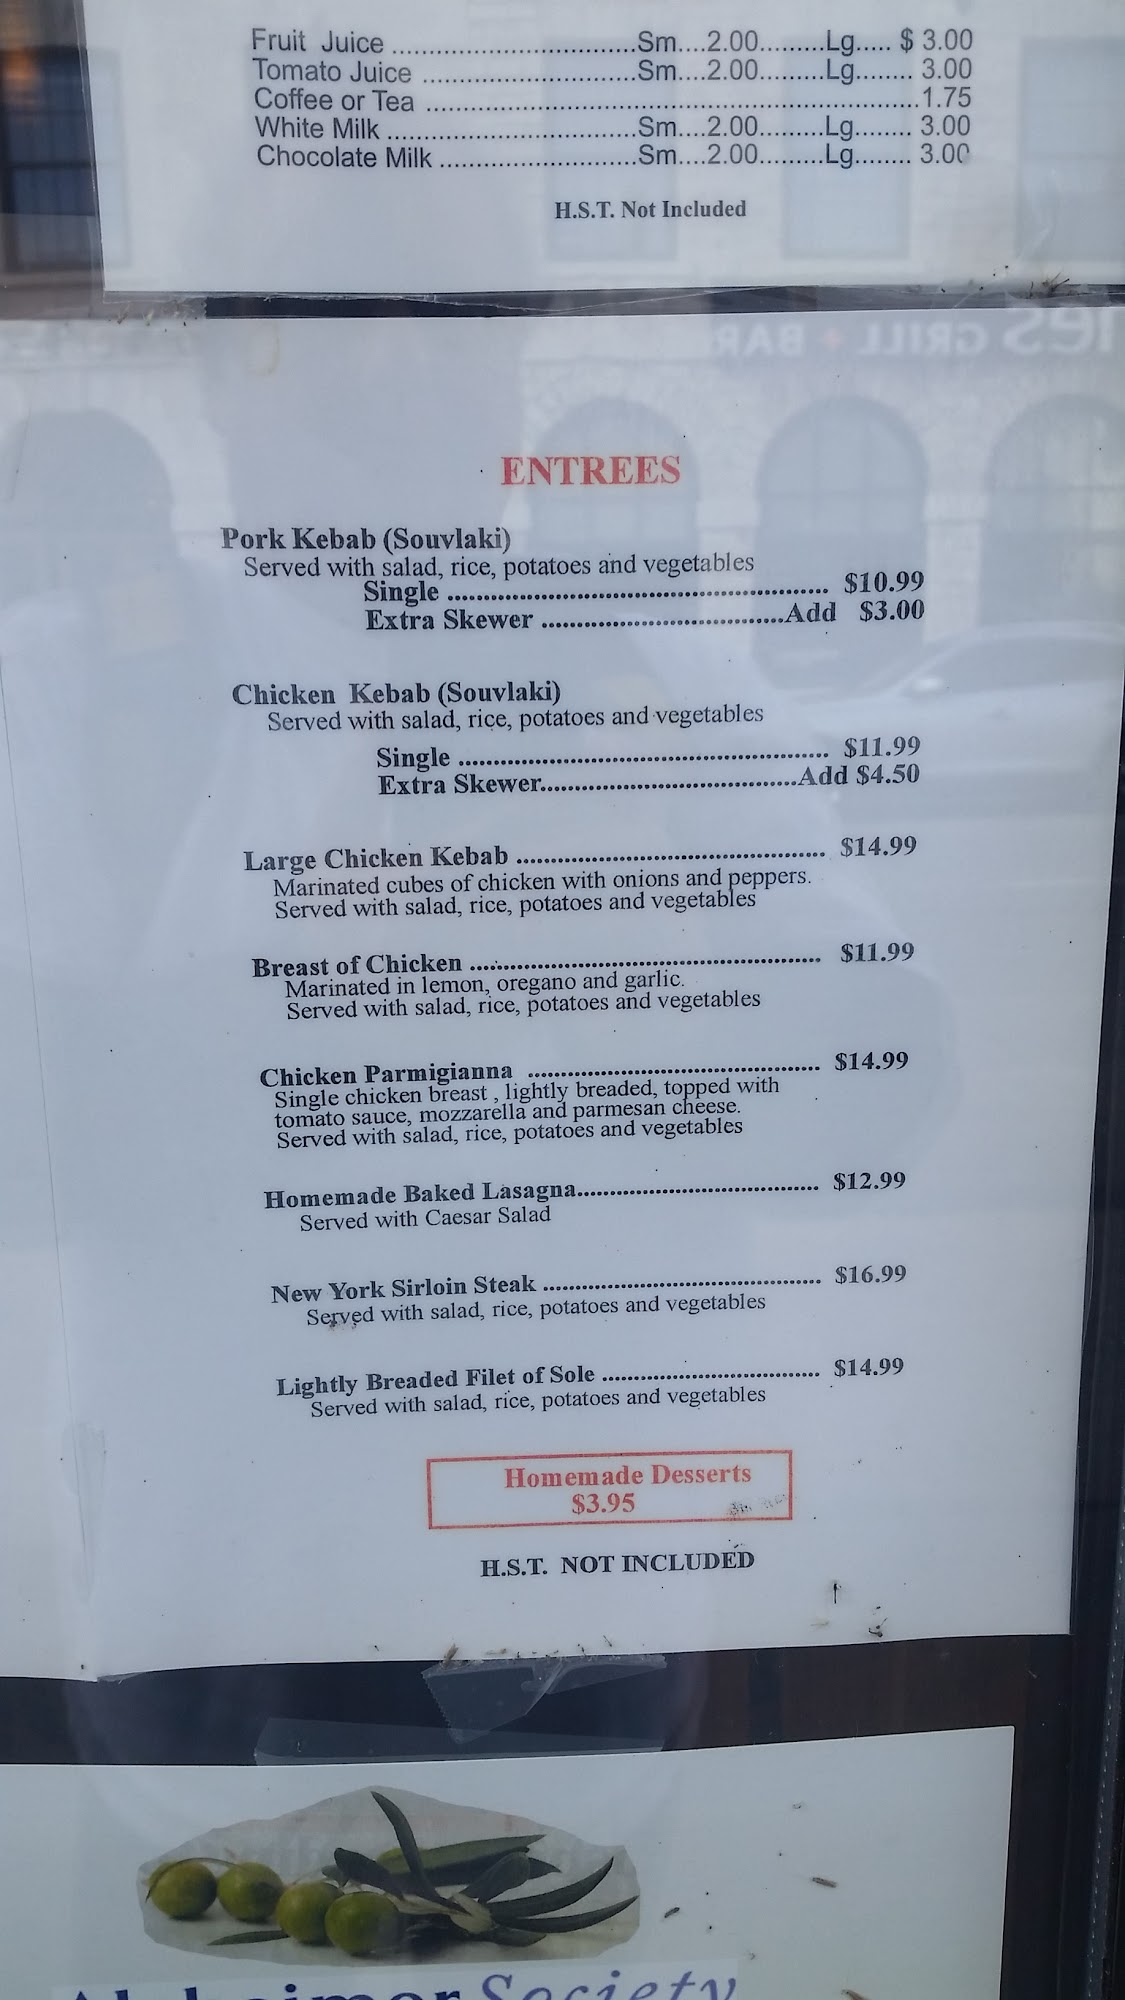 Fruit Juice ................................Sm....2.00.........Lg..... $ 3.00
Tomato Juice ............................Sm....2.00.........Lg........ 3.00
Coffee or Tea ...................................................................1.75
White Milk .................................Sm....2.00.........Lg........ 3.00
Chocolate Milk ..........................Sm....2.00.........Lg........ 3.00
H.S.T. Not Included
GRILL + BAR
ENTREES
Pork Kebab (Souvlaki)
Served with salad, rice, potatoes and vegetables
Single ........................................................ $10.99
Extra Skewer ....................................Add $3.00
Chicken Kebab (Souvlaki)
Served with salad, rice, potatoes and vegetables
Single ...................................................... $11.99
Extra Skewer......................................Add $4.50
Large Chicken Kebab .............................................. $14.99
Marinated cubes of chicken with onions and peppers.
Served with salad, rice, potatoes and vegetables
Breast of Chicken .................................................... $11.99
Marinated in lemon, oregano and garlic.
Served with salad, rice, potatoes and vegetables
Chicken Parmigianna ........................................... $14.99
Single chicken breast , lightly breaded, topped with
tomato sauce, mozzarella and parmesan cheese.
Served with salad, rice, potatoes and vegetables
Homemade Baked Lasagna.................................... $12.99
Served with Caesar Salad
New York Sirloin Steak ......................................... $16.99
Served with salad, rice, potatoes and vegetables
Lightly Breaded Filet of Sole ................................ $14.99
Served with salad, rice, potatoes and vegetables
Homemade Desserts
$3.95
H.S.T. NOT INCLUDED
Alzheimer Society